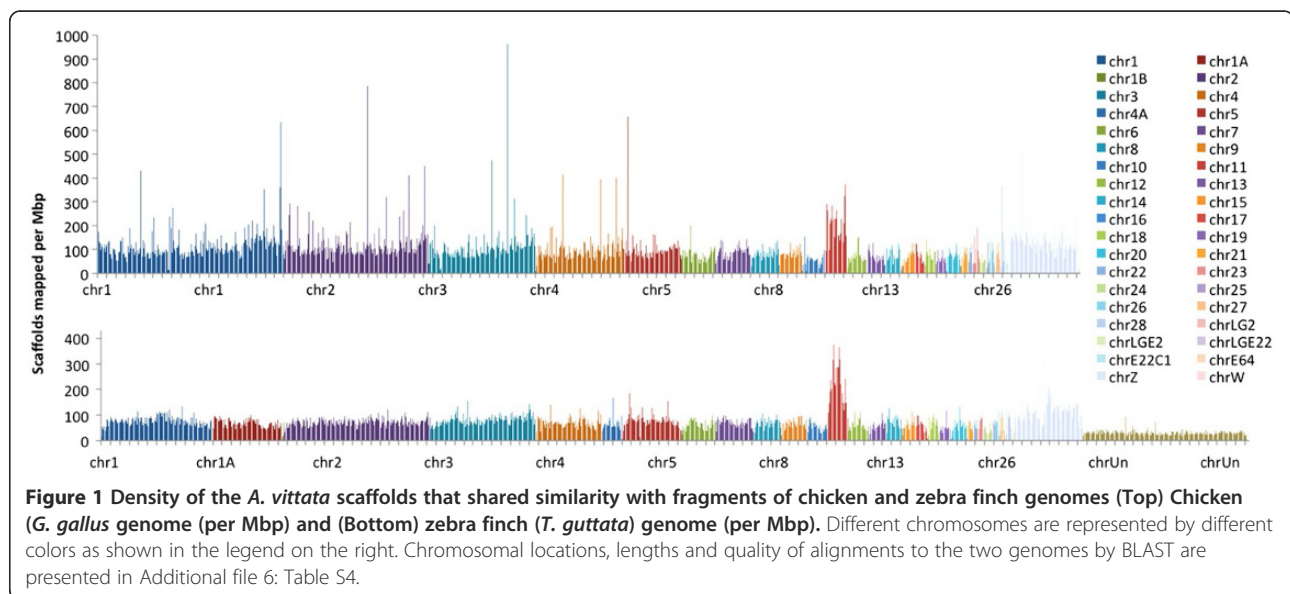 1000
900
800
700
600
500
400
300
200
100
0
chr1 chr1 chr2 chr3 chr4 chr5 chr8 chr13 chr26
Scaffolds mapped per Mbp
400
300
200
100
0
chr1 chr1A chr2 chr3 chr4 chr5 chr8 chr13 chr26 chrUn chrUn
chr1 chr1A
chr1B chr2
chr3 chr4
chr4A chr5
chr6 chr7
chr8 chr9
chr10 chr11
chr12 chr13
chr14 chr15
chr16 chr17
chr18 chr19
chr20 chr21
chr22 chr23
chr24 chr25
chr26 chr27
chr28 chrLG2
chrLGE2 chrLGE22
chrE22C1 chrE64
chrZ chrW
Figure 1 Density of the A. vittata scaffolds that shared similarity with fragments of chicken and zebra finch genomes (Top) Chicken
(G. gallus genome (per Mbp) and (Bottom) zebra finch (T. guttata) genome (per Mbp). Different chromosomes are represented by different
colors as shown in the legend on the right. Chromosomal locations, lengths and quality of alignments to the two genomes by BLAST are
presented in Additional file 6: Table S4.